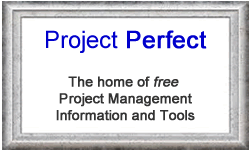 Project Perfect
The home of free
Project Management
Information and Tools